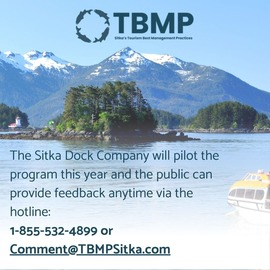 TBMP
Sitka's Tourism Best Management Practices
The Sitka Dock Company will pilot the
program this year and the public can
provide feedback anytime via the
hotline:
1-855-532-4899 or
Comment@TBMPSitka.com